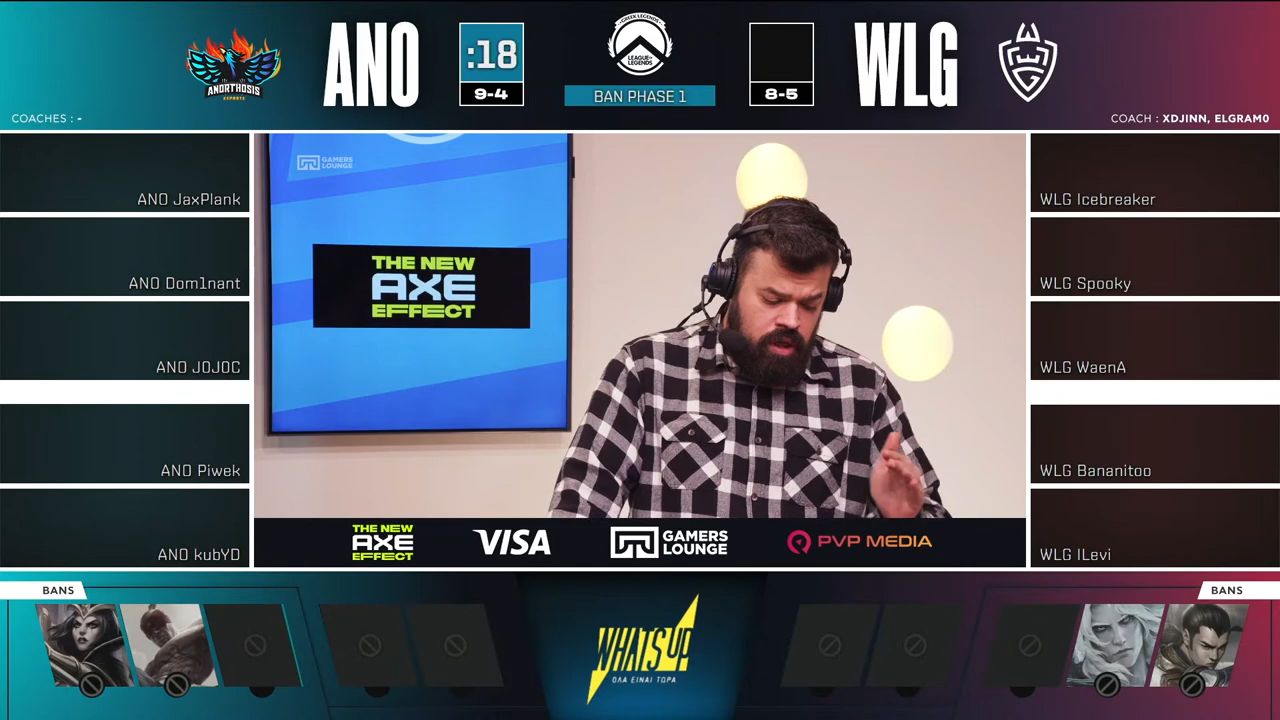 ANO
:18
9-4
GREEK LEGENDS
LEAGUE OF
LEGENDS
BAN PHASE 1
8-5
WLG
ANORTHOSIS
ESPORTS
COACHES : -
COACH : XDJINN, ELGRAM0
GAMERS
LOUNGE
THE NEW
AXE
EFFECT
ANO JaxPlank
ANO Dom1nant
ANO JOJOC
ANO Piwek
ANO kubYD
WLG Icebreaker
WLG Spooky
WLG WaenA
WLG Bananitoo
WLG ILevi
THE NEW
AXE
EFFECT
VISA
GAMERS
LOUNGE
PVP MEDIA
BANS
BANS
WHAT'S UP
ΟΛΑ ΕΙΝΑΙ ΤΩΡΑ